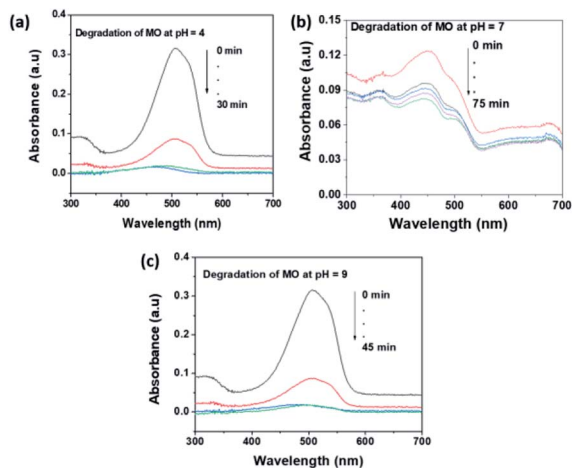 (a)
Degradation of MO at pH = 4
0 min
30 min
Absorbance (a.u)
0.4
0.3
0.2
0.1
0.0
300 400 500 600 700
Wavelength (nm)
(b)
Degradation of MO at pH = 7
0 min
75 min
Absorbance (a.u)
0.15
0.12
0.09
0.06
0.03
0.00
300 400 500 600 700
Wavelength (nm)
(c)
Degradation of MO at pH = 9
0 min
45 min
Absorbance (a.u)
0.4
0.3
0.2
0.1
0.0
300 400 500 600 700
Wavelength (nm)